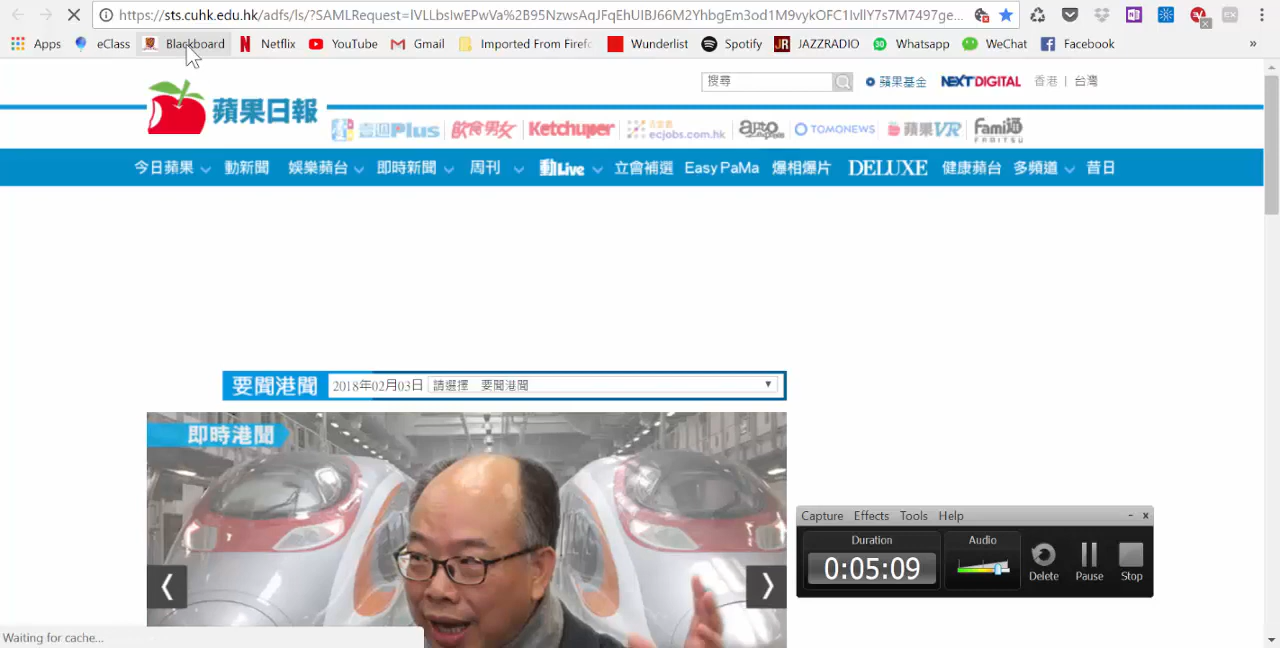 https://sts.cuhk.edu.hk/adfs/ls/?SAMLRequest=lVLLbsIwEPwVa%2B95NzwsAqJFqEhUIBJ66M2YhbgEm3od1M9vykOFC1IvllY7s7M7497ge...
Apps eClass Blackboard Netflix YouTube Gmail Imported From Firefo Wunderlist Spotify JAZZRADIO Whatsapp WeChat Facebook »
蘋果日報
搜尋 蘋果基金 NEXTDIGITAL 香港 | 台灣
壹週Plus 飲食男女 Ketchuper ecjobs.com.hk auto express TOMONEWS 蘋果VR Fami通 FAMITSU
今日蘋果 動新聞 娛樂蘋台 即時新聞 周刊 動Live 立會補選 Easy PaMa 爆相爆片 DELUXE 健康蘋台 多頻道 昔日
要聞港聞 2018年02月03日 請選擇 要聞港聞
即時港聞
Capture Effects Tools Help
Duration Audio
0:05:09
Delete Pause Stop
Waiting for cache...